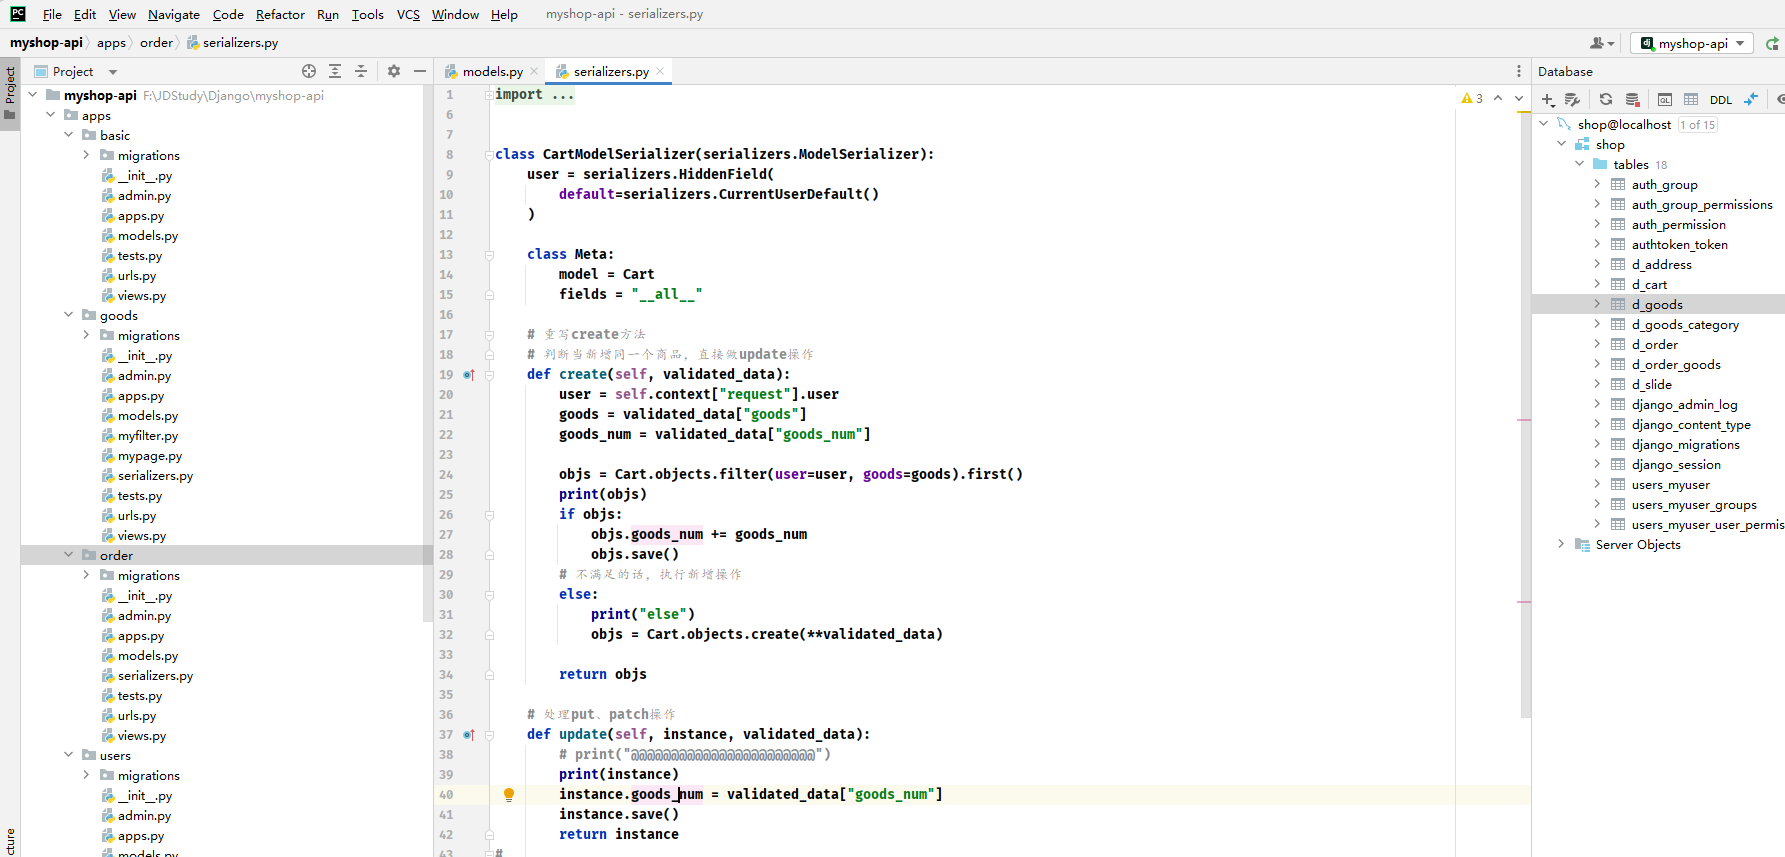 PC File Edit View Navigate Code Refactor Run Tools VCS Window Help myshop-api - serializers.py
myshop-api apps order serializers.py
dj myshop-api
Project
Project
myshop-api F:\JDStudy\Django\myshop-api
apps
basic
migrations
__init__.py
admin.py
apps.py
models.py
tests.py
urls.py
views.py
goods
migrations
__init__.py
admin.py
apps.py
models.py
myfilter.py
mypage.py
serializers.py
tests.py
urls.py
views.py
order
migrations
__init__.py
admin.py
apps.py
models.py
serializers.py
tests.py
urls.py
views.py
users
migrations
__init__.py
admin.py
apps.py
models.py
cture
models.py serializers.py
3
1 import ...
6
7
8 class CartModelSerializer(serializers.ModelSerializer):
9 user = serializers.HiddenField(
10 default=serializers.CurrentUserDefault()
11 )
12
13 class Meta:
14 model = Cart
15 fields = "__all__"
16
17 # 重写create方法
18 # 判断当新增同一个商品，直接做update操作
19 def create(self, validated_data):
20 user = self.context["request"].user
21 goods = validated_data["goods"]
22 goods_num = validated_data["goods_num"]
23
24 objs = Cart.objects.filter(user=user, goods=goods).first()
25 print(objs)
26 if objs:
27 objs.goods_num += goods_num
28 objs.save()
29 # 不满足的话，执行新增操作
30 else:
31 print("else")
32 objs = Cart.objects.create(**validated_data)
33
34 return objs
35
36 # 处理put、patch操作
37 def update(self, instance, validated_data):
38 # print("@@@@@@@@@@@@@@@@@@@@@@@")
39 print(instance)
40 instance.goods_num = validated_data["goods_num"]
41 instance.save()
42 return instance
43 #
Database
QL DDL
shop@localhost 1 of 15
shop
tables 18
auth_group
auth_group_permissions
auth_permission
authtoken_token
d_address
d_cart
d_goods
d_goods_category
d_order
d_order_goods
d_slide
django_admin_log
django_content_type
django_migrations
django_session
users_myuser
users_myuser_groups
users_myuser_user_permis
Server Objects